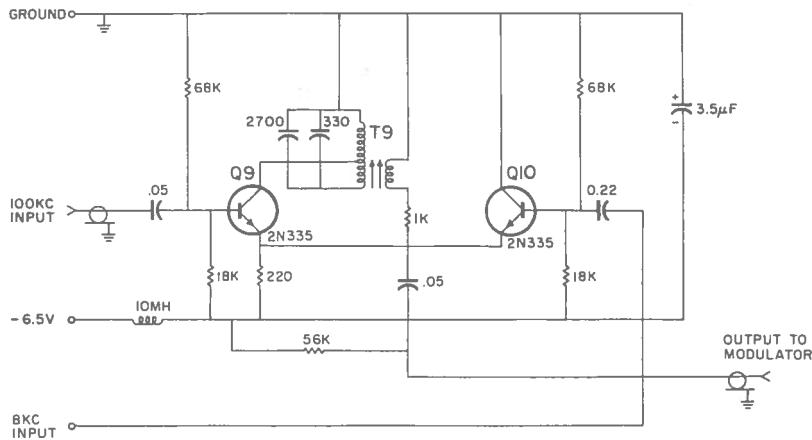 GROUND
68K
68K
2700
330
T9
+
3.5µF
-
Q9
Q10
.05
0.22
100KC
INPUT
1K
2N335
2N335
18K
220
.05
18K
10MH
-6.5V
56K
OUTPUT TO
MODULATOR
8KC
INPUT